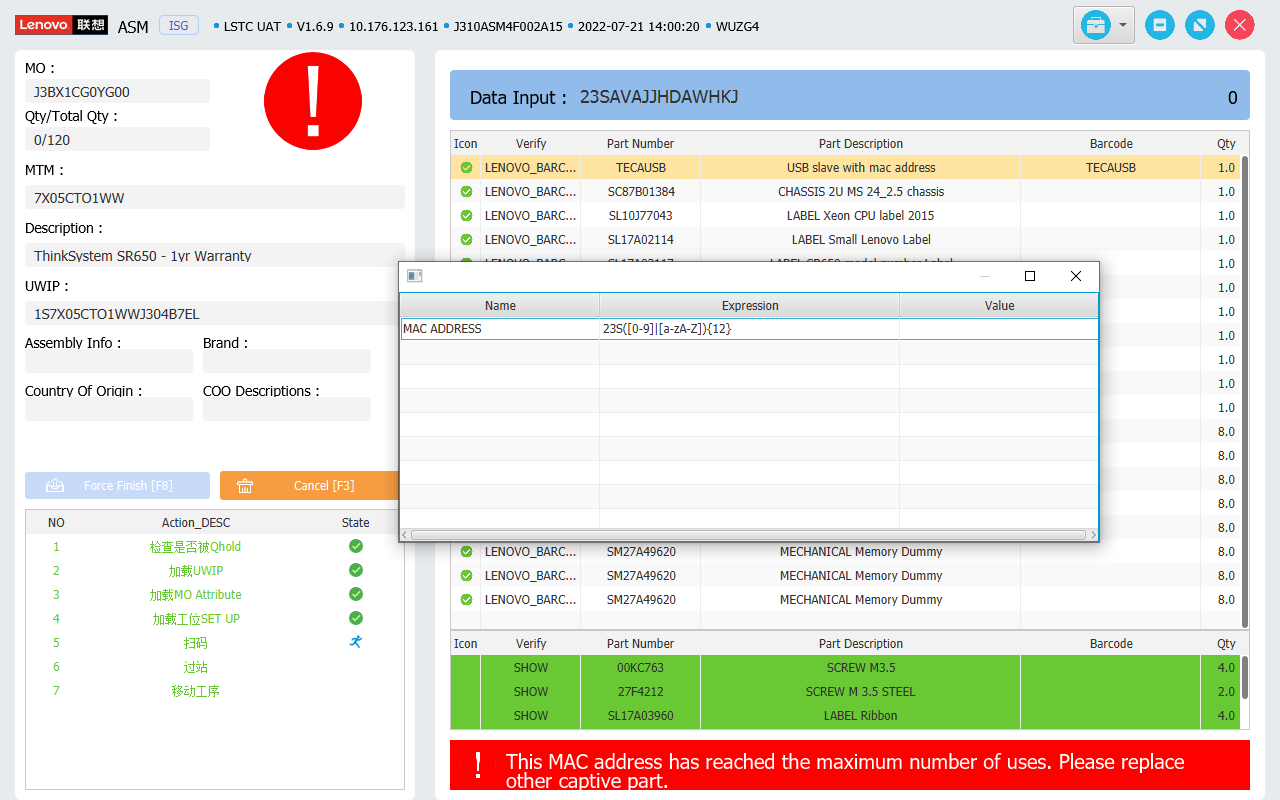 Lenovo 联想 ASM ISG LSTC UAT V1.6.9 10.176.123.161 J310ASM4F002A15 2022-07-21 14:00:20 WUZG4
MO :
J3BX1CG0YG00
Qty/Total Qty :
0/120
MTM :
7X05CTO1WW
Description :
ThinkSystem SR650 - 1yr Warranty
UWIP :
1S7X05CTO1WWJ304B7EL
Assembly Info : Brand :
Country Of Origin : COO Descriptions :
Force Finish [F8] Cancel [F3]
NO Action_DESC State
1 检查是否被Qhold
2 加载UWIP
3 加载MO Attribute
4 加载工位SET UP
5 扫码
6 过站
7 移动工序
Data Input : 23SAVAJJHDAWHKJ 0
Icon Verify Part Number Part Description Barcode Qty
LENOVO_BARC... TECAUSB USB slave with mac address TECAUSB 1.0
LENOVO_BARC... SC87B01384 CHASSIS 2U MS 24_2.5 chassis 1.0
LENOVO_BARC... SL10J77043 LABEL Xeon CPU label 2015 1.0
LENOVO_BARC... SL17A02114 LABEL Small Lenovo Label 1.0
1.0
1.0
1.0
1.0
1.0
1.0
1.0
8.0
8.0
8.0
8.0
8.0
Name Expression Value
MAC ADDRESS 23S([0-9]|[a-zA-Z]){12}
LENOVO_BARC... SM27A49620 MECHANICAL Memory Dummy 8.0
LENOVO_BARC... SM27A49620 MECHANICAL Memory Dummy 8.0
LENOVO_BARC... SM27A49620 MECHANICAL Memory Dummy 8.0
Icon Verify Part Number Part Description Barcode Qty
SHOW 00KC763 SCREW M3.5 4.0
SHOW 27F4212 SCREW M 3.5 STEEL 2.0
SHOW SL17A03960 LABEL Ribbon 4.0
This MAC address has reached the maximum number of uses. Please replace
other captive part.